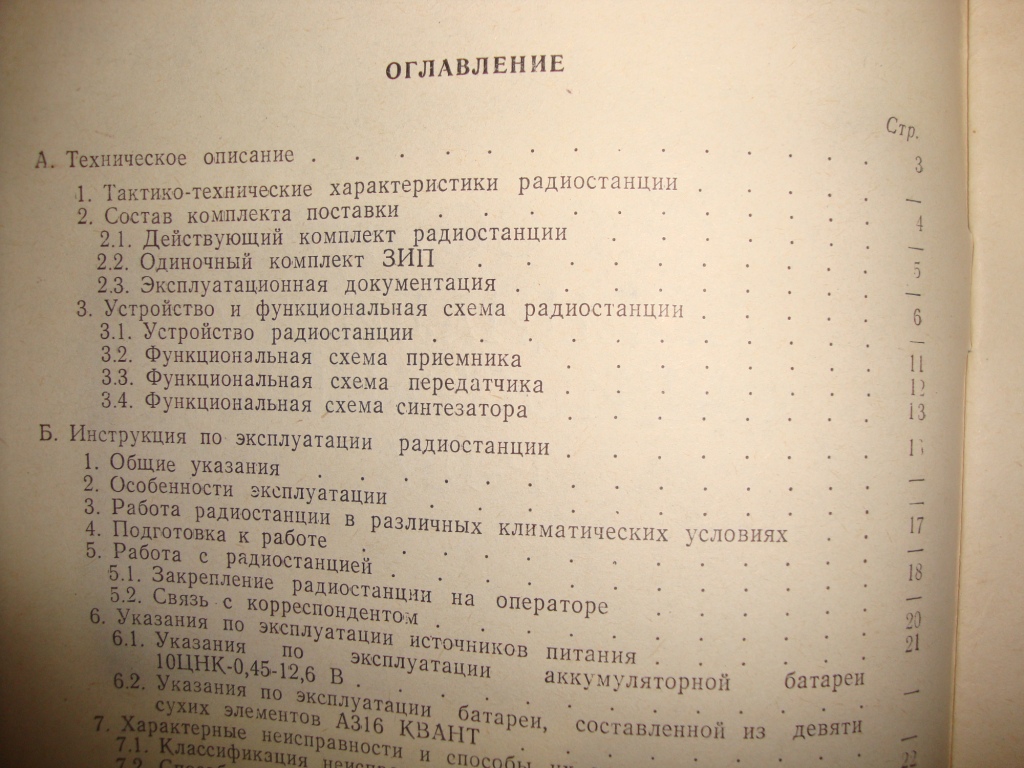 ОГЛАВЛЕНИЕ
Стр.
А. Техническое описание . . . . . . . . . . . . . 3
1. Тактико-технические характеристики радиостанции . . . . . —
2. Состав комплекта поставки . . . . . . . . . . 4
2.1. Действующий комплект радиостанции . . . . . . —
2.2. Одиночный комплект ЗИП . . . . . . . . . 5
2.3. Эксплуатационная документация . . . . . . . . —
3. Устройство и функциональная схема радиостанции . . . . . 6
3.1. Устройство радиостанции . . . . . . . . . . —
3.2. Функциональная схема приемника . . . . . . . 11
3.3. Функциональная схема передатчика . . . . . . . 12
3.4. Функциональная схема синтезатора . . . . . . . 13
Б. Инструкция по эксплуатации радиостанции . . . . . . .
1. Общие указания . . . . . . . . . . . . . —
2. Особенности эксплуатации . . . . . . . . . . —
3. Работа радиостанции в различных климатических условиях . . 17
4. Подготовка к работе . . . . . . . . . . . . —
5. Работа с радиостанцией . . . . . . . . . . . 18
5.1. Закрепление радиостанции на операторе . . . . . —
5.2. Связь с корреспондентом . . . . . . . . . . 20
6. Указания по эксплуатации источников питания . . . . . 21
6.1. Указания по эксплуатации аккумуляторной батареи
10ЦНК-0,45-12,6 В . . . . . . . . . . . . —
6.2. Указания по эксплуатации батареи, составленной из девяти
сухих элементов А316 КВАНТ . . . . . . . . . —
7. Характерные неисправности и способы
7.1. Классификация
7.2.